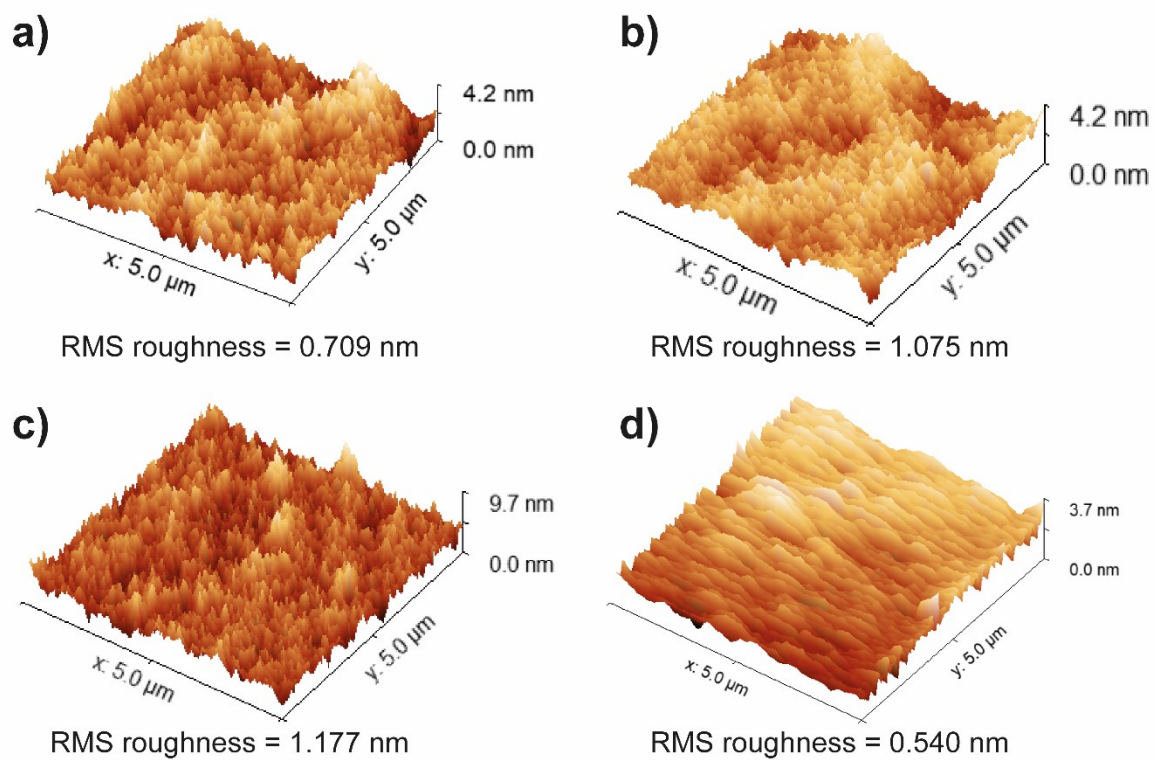 a)
4.2 nm
0.0 nm
x: 5.0 µm
y: 5.0 µm
RMS roughness = 0.709 nm
b)
4.2 nm
0.0 nm
x: 5.0 µm
y: 5.0 µm
RMS roughness = 1.075 nm
c)
9.7 nm
0.0 nm
x: 5.0 µm
y: 5.0 µm
RMS roughness = 1.177 nm
d)
3.7 nm
0.0 nm
x: 5.0 µm
y: 5.0 µm
RMS roughness = 0.540 nm